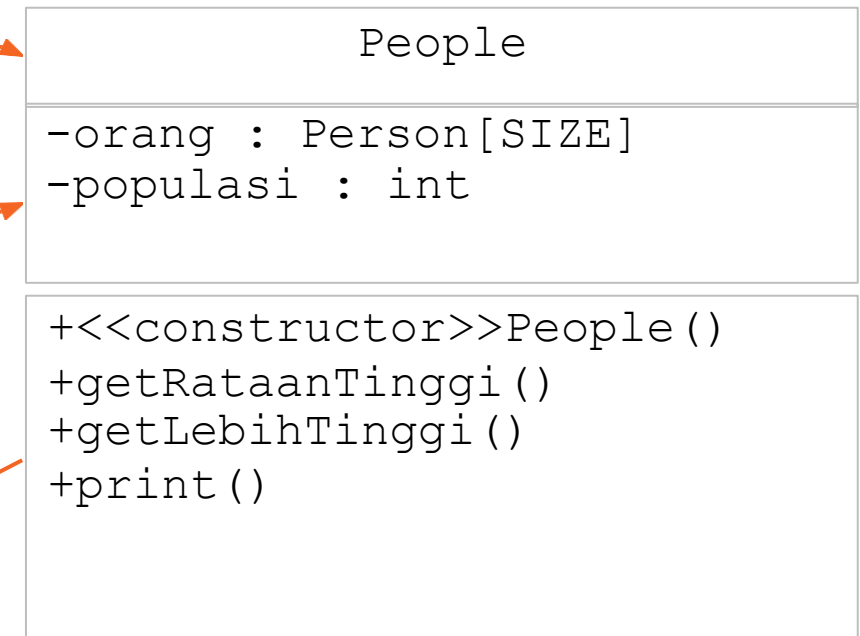 People
-orang : Person[SIZE]
-populasi : int
+<<constructor>>People()
+getRataanTinggi()
+getLebihTinggi()
+print()